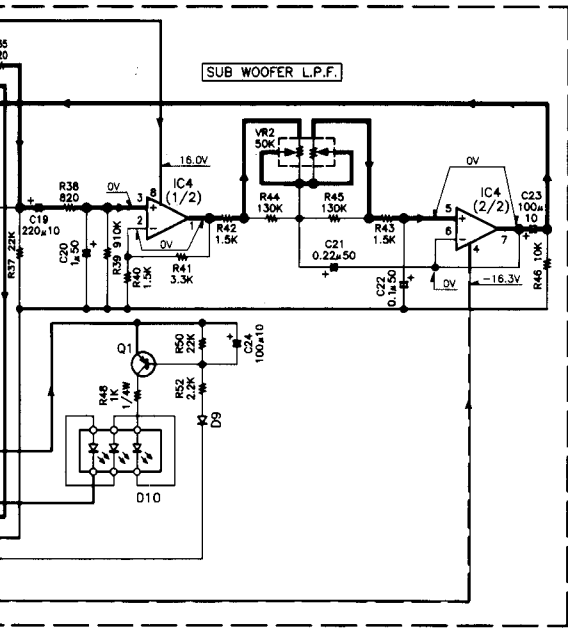 SUB WOOFER L.P.F.
VR2
50K
16.0V
0V
R38
820
0V
3
8
IC4
(1/2)
2
1
0V
C19
220µ10
R37 22K
C20
1µ50
R39 910K
R40
1.5K
R41
3.3K
R42
1.5K
R44
130K
R45
130K
C21
0.22µ50
R43
1.5K
C22
0.1µ50
5
6
IC4
(2/2)
7
4
C23
100µ
10
0V
-16.3V
R46 10K
Q1
R50
22K
C24
100µ10
R48
1K
1/4W
R52
2.2K
D9
D10